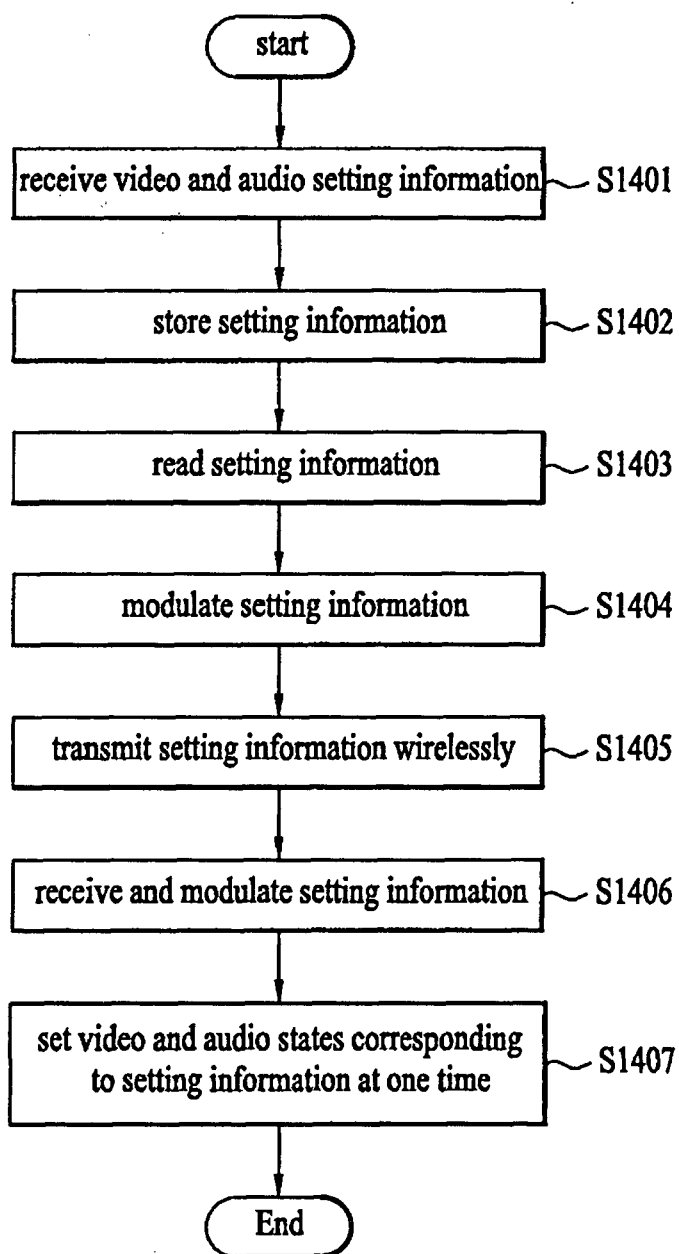 start
receive video and audio setting information S1401
store setting information S1402
read setting information S1403
modulate setting information S1404
transmit setting information wirelessly S1405
receive and modulate setting information S1406
set video and audio states corresponding
to setting information at one time S1407
End